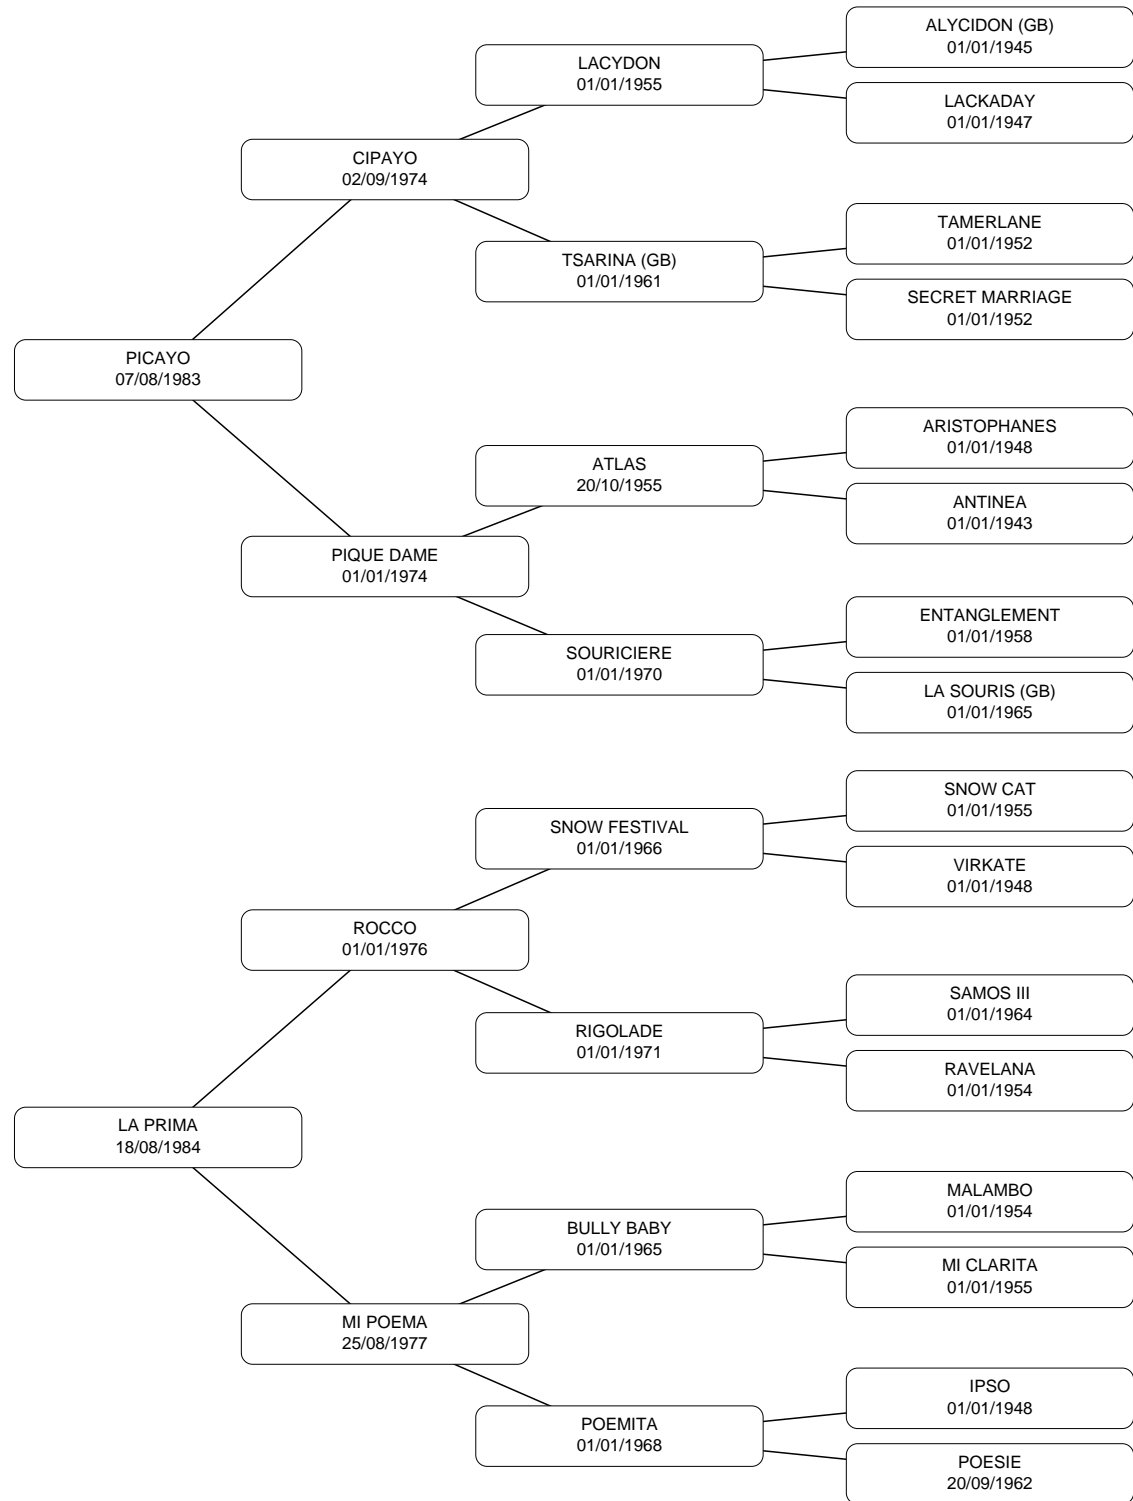 ALYCIDON (GB)
01/01/1945
LACYDON
01/01/1955
LACKADAY
01/01/1947
CIPAYO
02/09/1974
TAMERLANE
01/01/1952
TSARINA (GB)
01/01/1961
SECRET MARRIAGE
01/01/1952
PICAYO
07/08/1983
ARISTOPHANES
01/01/1948
ATLAS
20/10/1955
ANTINEA
01/01/1943
PIQUE DAME
01/01/1974
ENTANGLEMENT
01/01/1958
SOURICIERE
01/01/1970
LA SOURIS (GB)
01/01/1965
SNOW CAT
01/01/1955
SNOW FESTIVAL
01/01/1966
VIRKATE
01/01/1948
ROCCO
01/01/1976
SAMOS III
01/01/1964
RIGOLADE
01/01/1971
RAVELANA
01/01/1954
LA PRIMA
18/08/1984
MALAMBO
01/01/1954
BULLY BABY
01/01/1965
MI CLARITA
01/01/1955
MI POEMA
25/08/1977
IPSO
01/01/1948
POEMITA
01/01/1968
POESIE
20/09/1962